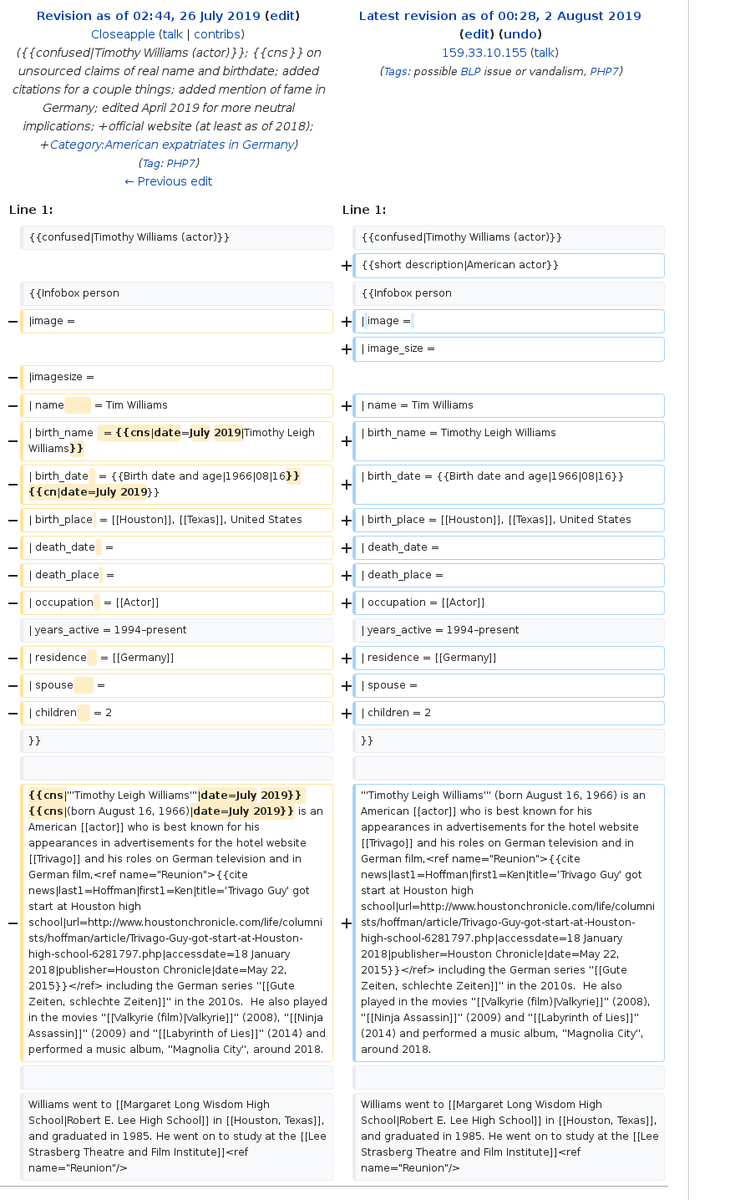 Revision as of 02:44, 26 July 2019 (edit)
Closeapple (talk | contribs)
({{confused|Timothy Williams (actor)}}; {{cns}} on
unsourced claims of real name and birthdate; added
citations for a couple things; added mention of fame in
Germany; edited April 2019 for more neutral
implications; +official website (at least as of 2018);
+Category:American expatriates in Germany)
(Tag: PHP7)
← Previous edit
Latest revision as of 00:28, 2 August 2019
(edit) (undo)
159.33.10.155 (talk)
(Tags: possible BLP issue or vandalism, PHP7)
Line 1:
Line 1:
{{confused|Timothy Williams (actor)}}
{{confused|Timothy Williams (actor)}}
+ {{short description|American actor}}
{{Infobox person
{{Infobox person
− |image =
+ | image =
+ | image_size =
− |imagesize =
− | name = Tim Williams
+ | name = Tim Williams
− | birth_name = {{cns|date=July 2019|Timothy Leigh
Williams}}
+ | birth_name = Timothy Leigh Williams
− | birth_date = {{Birth date and age|1966|08|16}}
{{cn|date=July 2019}}
+ | birth_date = {{Birth date and age|1966|08|16}}
− | birth_place = [[Houston]], [[Texas]], United States
+ | birth_place = [[Houston]], [[Texas]], United States
− | death_date =
+ | death_date =
− | death_place =
+ | death_place =
− | occupation = [[Actor]]
+ | occupation = [[Actor]]
| years_active = 1994–present
| years_active = 1994–present
− | residence = [[Germany]]
+ | residence = [[Germany]]
− | spouse =
+ | spouse =
− | children = 2
+ | children = 2
}}
}}
− {{cns|'''Timothy Leigh Williams'''|date=July 2019}}
{{cns|(born August 16, 1966)|date=July 2019}} is an
American [[actor]] who is best known for his
appearances in advertisements for the hotel website
[[Trivago]] and his roles on German television and in
German film,<ref name="Reunion">{{cite
news|last1=Hoffman|first1=Ken|title='Trivago Guy' got
start at Houston high
school|url=http://www.houstonchronicle.com/life/columni
sts/hoffman/article/Trivago-Guy-got-start-at-Houston-
high-school-6281797.php|accessdate=18 January
2018|publisher=Houston Chronicle|date=May 22,
2015}}</ref> including the German series ''[[Gute
Zeiten, schlechte Zeiten]]'' in the 2010s.  He also played
in the movies ''[[Valkyrie (film)|Valkyrie]]'' (2008), ''[[Ninja
Assassin]]'' (2009) and ''[[Labyrinth of Lies]]'' (2014) and
performed a music album, ''Magnolia City'', around 2018.
+ '''Timothy Leigh Williams''' (born August 16, 1966) is an
American [[actor]] who is best known for his
appearances in advertisements for the hotel website
[[Trivago]] and his roles on German television and in
German film,<ref name="Reunion">{{cite
news|last1=Hoffman|first1=Ken|title='Trivago Guy' got
start at Houston high
school|url=http://www.houstonchronicle.com/life/columni
sts/hoffman/article/Trivago-Guy-got-start-at-Houston-
high-school-6281797.php|accessdate=18 January
2018|publisher=Houston Chronicle|date=May 22,
2015}}</ref> including the German series ''[[Gute
Zeiten, schlechte Zeiten]]'' in the 2010s.  He also
played in the movies ''[[Valkyrie (film)|Valkyrie]]'' (2008),
''[[Ninja Assassin]]'' (2009) and ''[[Labyrinth of Lies]]''
(2014) and performed a music album, ''Magnolia City'',
around 2018.
Williams went to [[Margaret Long Wisdom High
School|Robert E. Lee High School]] in [[Houston, Texas]],
and graduated in 1985. He went on to study at the [[Lee
Strasberg Theatre and Film Institute]]<ref
name="Reunion"/>
Williams went to [[Margaret Long Wisdom High
School|Robert E. Lee High School]] in [[Houston, Texas]],
and graduated in 1985. He went on to study at the [[Lee
Strasberg Theatre and Film Institute]]<ref
name="Reunion"/>